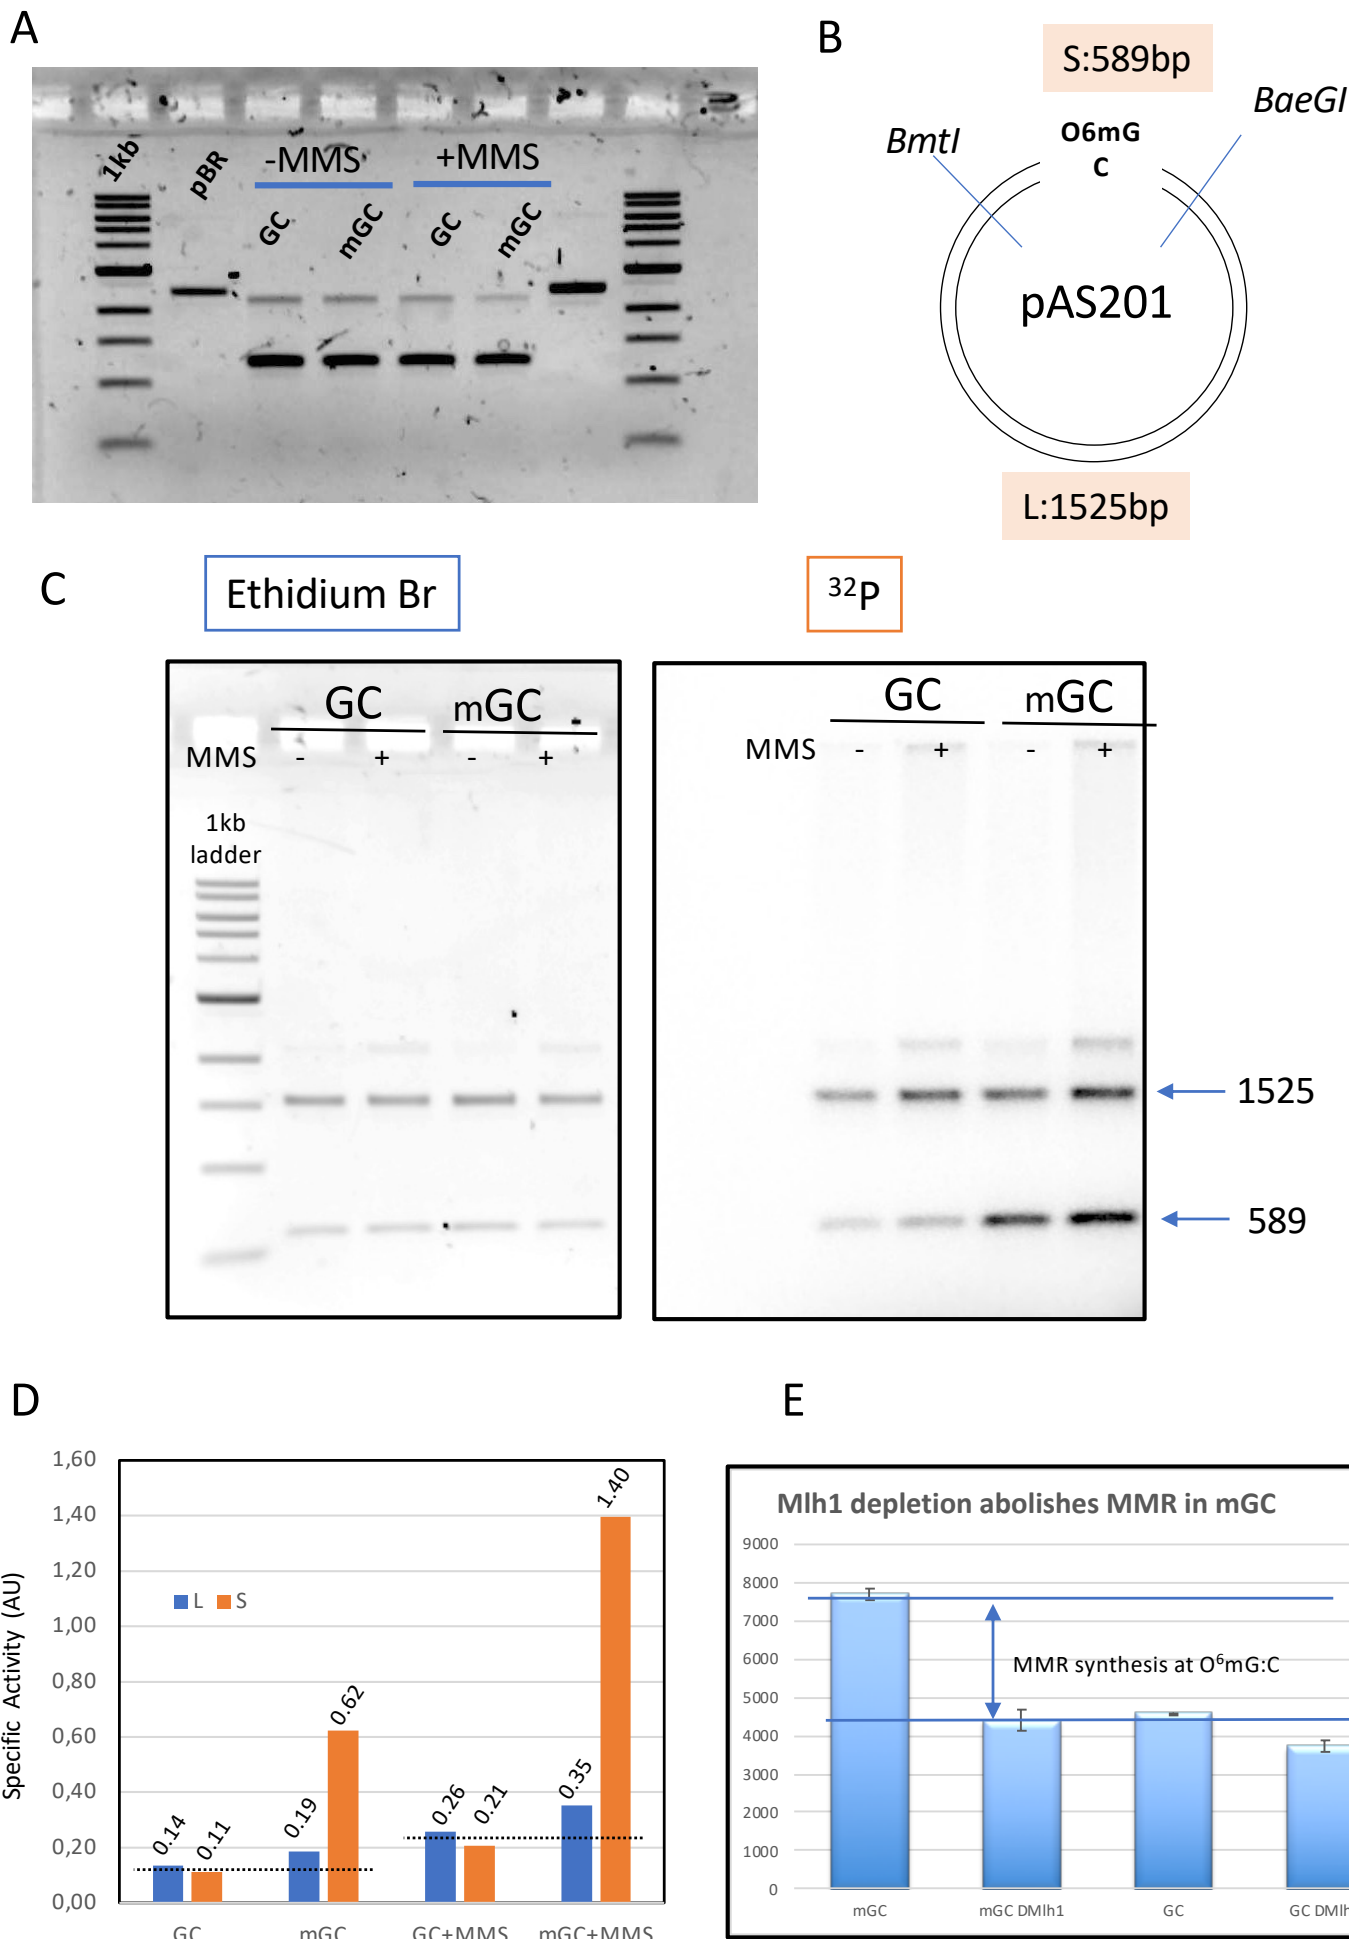 A
1kb
pBR
-MMS
+MMS
GC
mGC
GC
mGC
B
S:589bp
BmtI
BaeGI
O6mG
C
pAS201
L:1525bp
C
Ethidium Br
32P
GC
mGC
MMS
-
+
-
+
1kb
ladder
GC
mGC
MMS
-
+
-
+
1525
589
D
Specific Activity (AU)
1,60
1,40
1,20
1,00
0,80
0,60
0,40
0,20
0,00
L
S
0.14
0.11
0.19
0.62
0.26
0.21
0.35
1.40
GC
mGC
GC+MMS
mGC+MMS
E
Mlh1 depletion abolishes MMR in mGC
9000
8000
7000
6000
5000
4000
3000
2000
1000
0
MMR synthesis at O⁶mG:C
mGC
mGC DMlh1
GC
GC DMlh